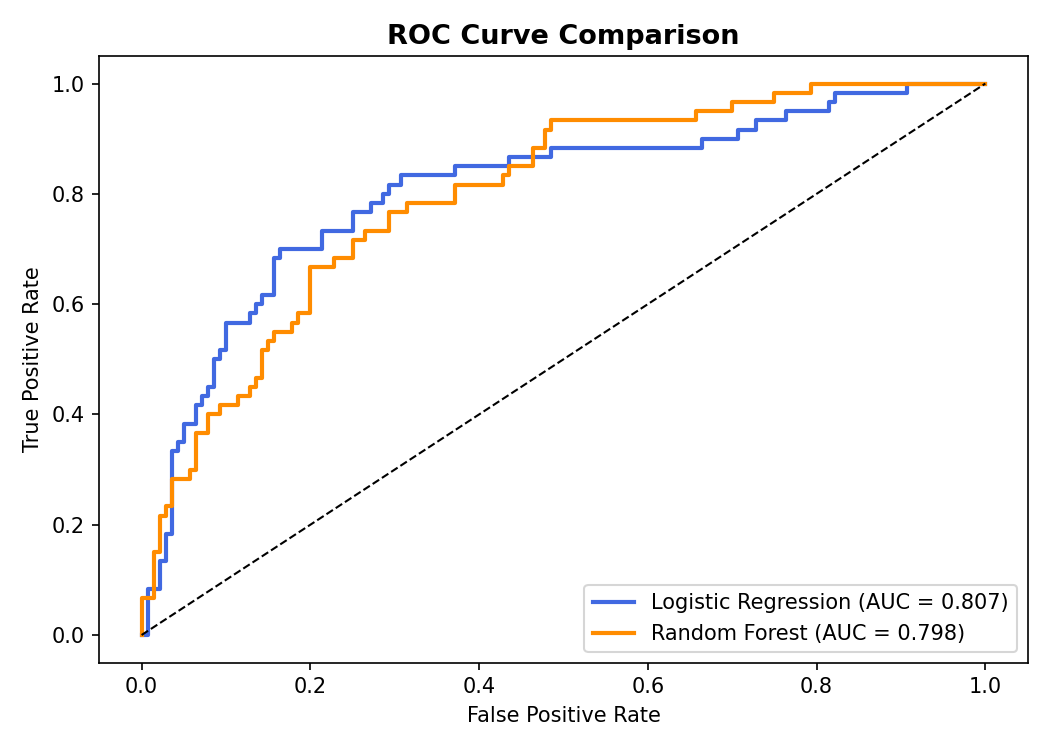 ROC Curve Comparison
True Positive Rate
1.0
0.8
0.6
0.4
0.2
0.0
Logistic Regression (AUC = 0.807)
Random Forest (AUC = 0.798)
0.0 0.2 0.4 0.6 0.8 1.0
False Positive Rate